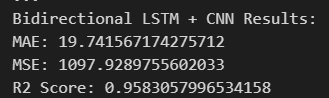 Bidirectional LSTM + CNN Results:
MAE: 19.741567174275712
MSE: 1097.9289755602033
R2 Score: 0.9583057996534158